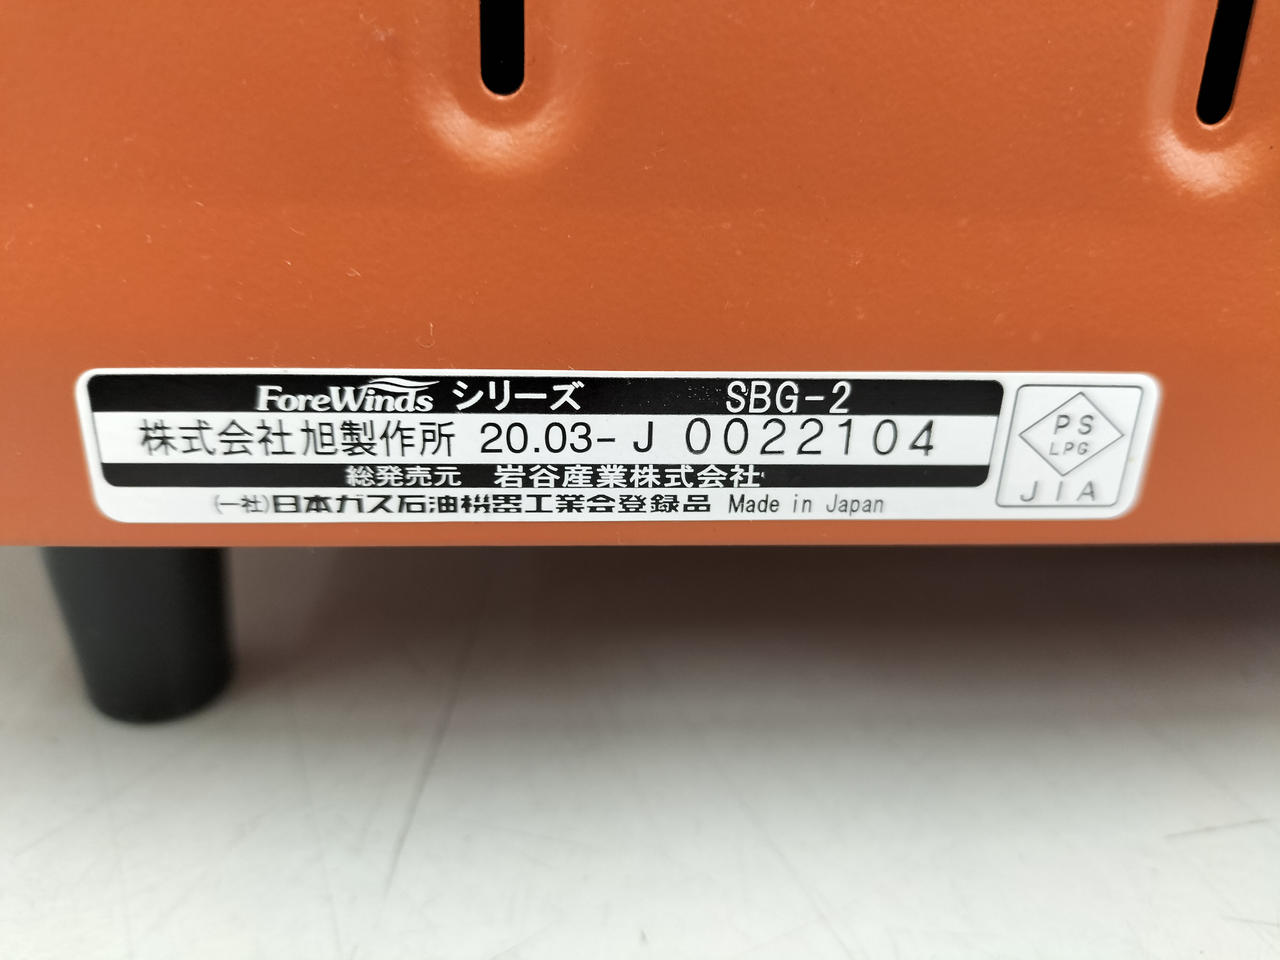 ForeWinds シリーズ SBG-2
株式会社旭製作所 20.03-J 0022104
総発売元 岩谷産業株式会社
(一社)日本ガス石油機器工業会登録品 Made in Japan
PS
LPG
JIA